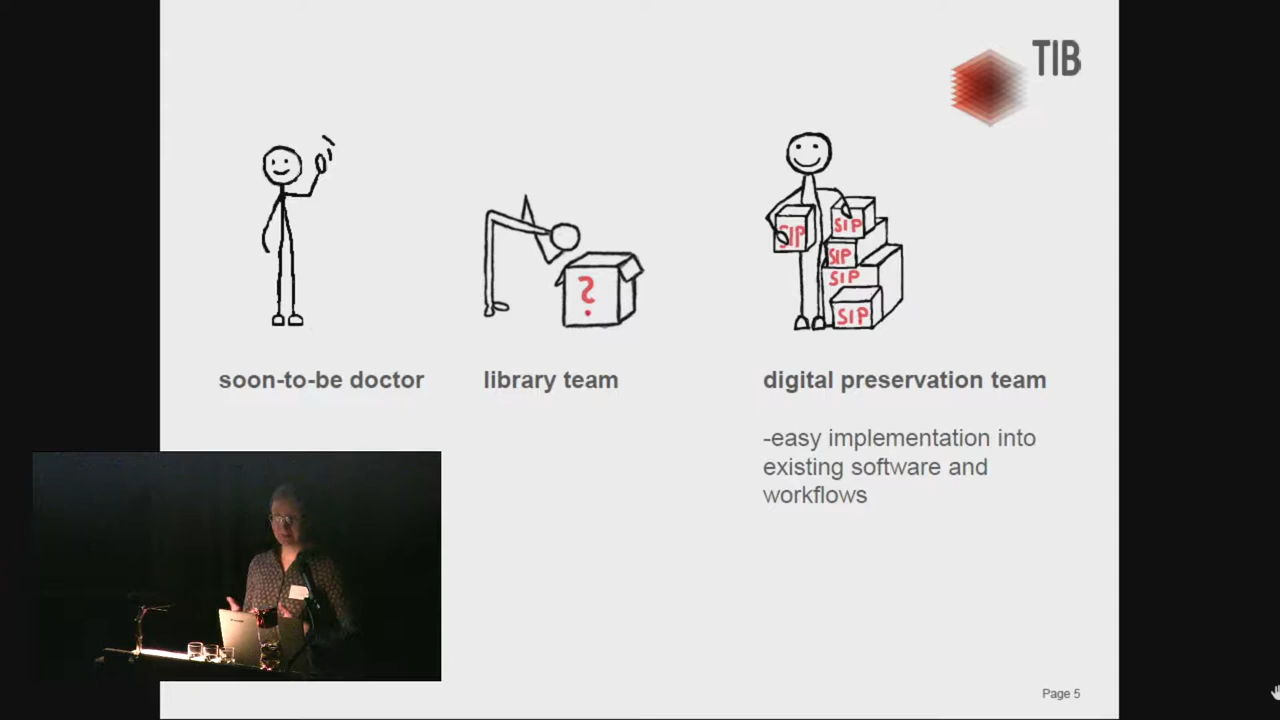 TIB
?
SIP
SIP
SIP
SIP
SIP
soon-to-be doctor
library team
digital preservation team
-easy implementation into
existing software and
workflows
Page 5